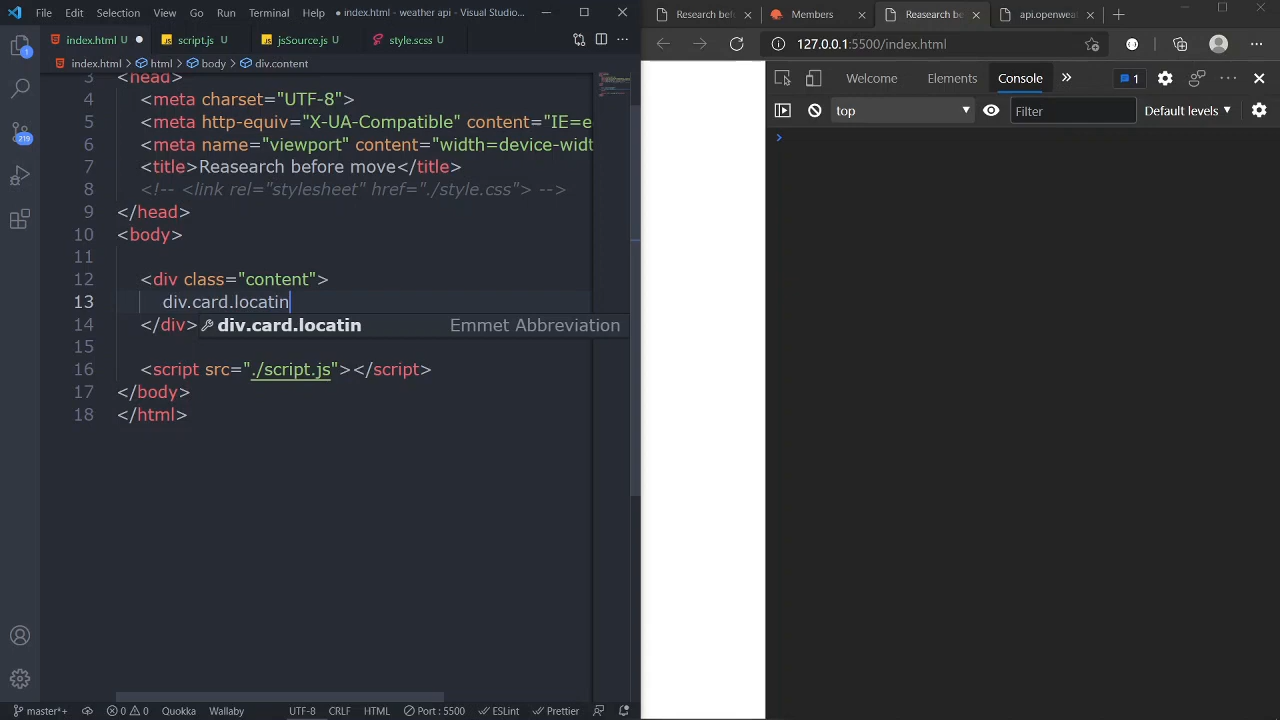 File Edit Selection View Go Run Terminal Help ● index.html - weather api - Visual Studio...
index.html U ● script.js U jsSource.js U style.scss U ...
index.html > html > body > div.content
3 <head>
4 <meta charset="UTF-8">
5 <meta http-equiv="X-UA-Compatible" content="IE=e
6 <meta name="viewport" content="width=device-widt
7 <title>Reasearch before move</title>
8 <!-- <link rel="stylesheet" href="./style.css"> -->
9 </head>
10 <body>
11
12 <div class="content">
13 div.card.locatin
14 </div>
div.card.locatin Emmet Abbreviation
15
16 <script src="./script.js"></script>
17 </body>
18 </html>
1
219
master*+ 0 0 Quokka Wallaby UTF-8 CRLF HTML Port : 5500 ESLint Prettier
Research bef Members Reasearch be api.openweat
127.0.0.1:5500/index.html
Welcome Elements Console 1
top Filter Default levels